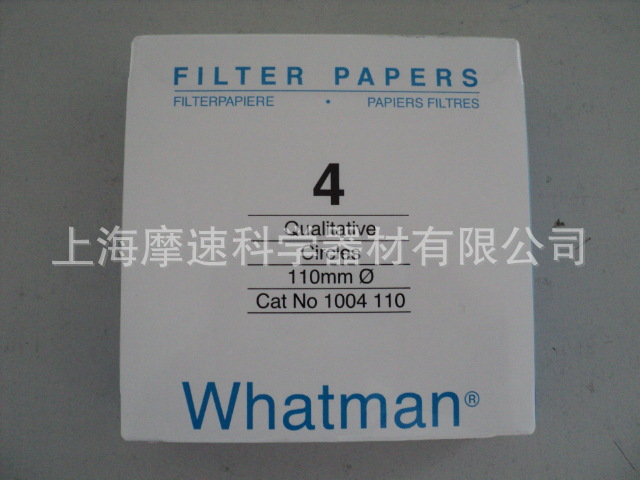 FILTER PAPERS
FILTERPAPIERE • PAPIERS FILTRES
4
Qualitative
上海摩速科学器材有限公司
Circles
110mm Ø
Cat No 1004 110
Whatman®